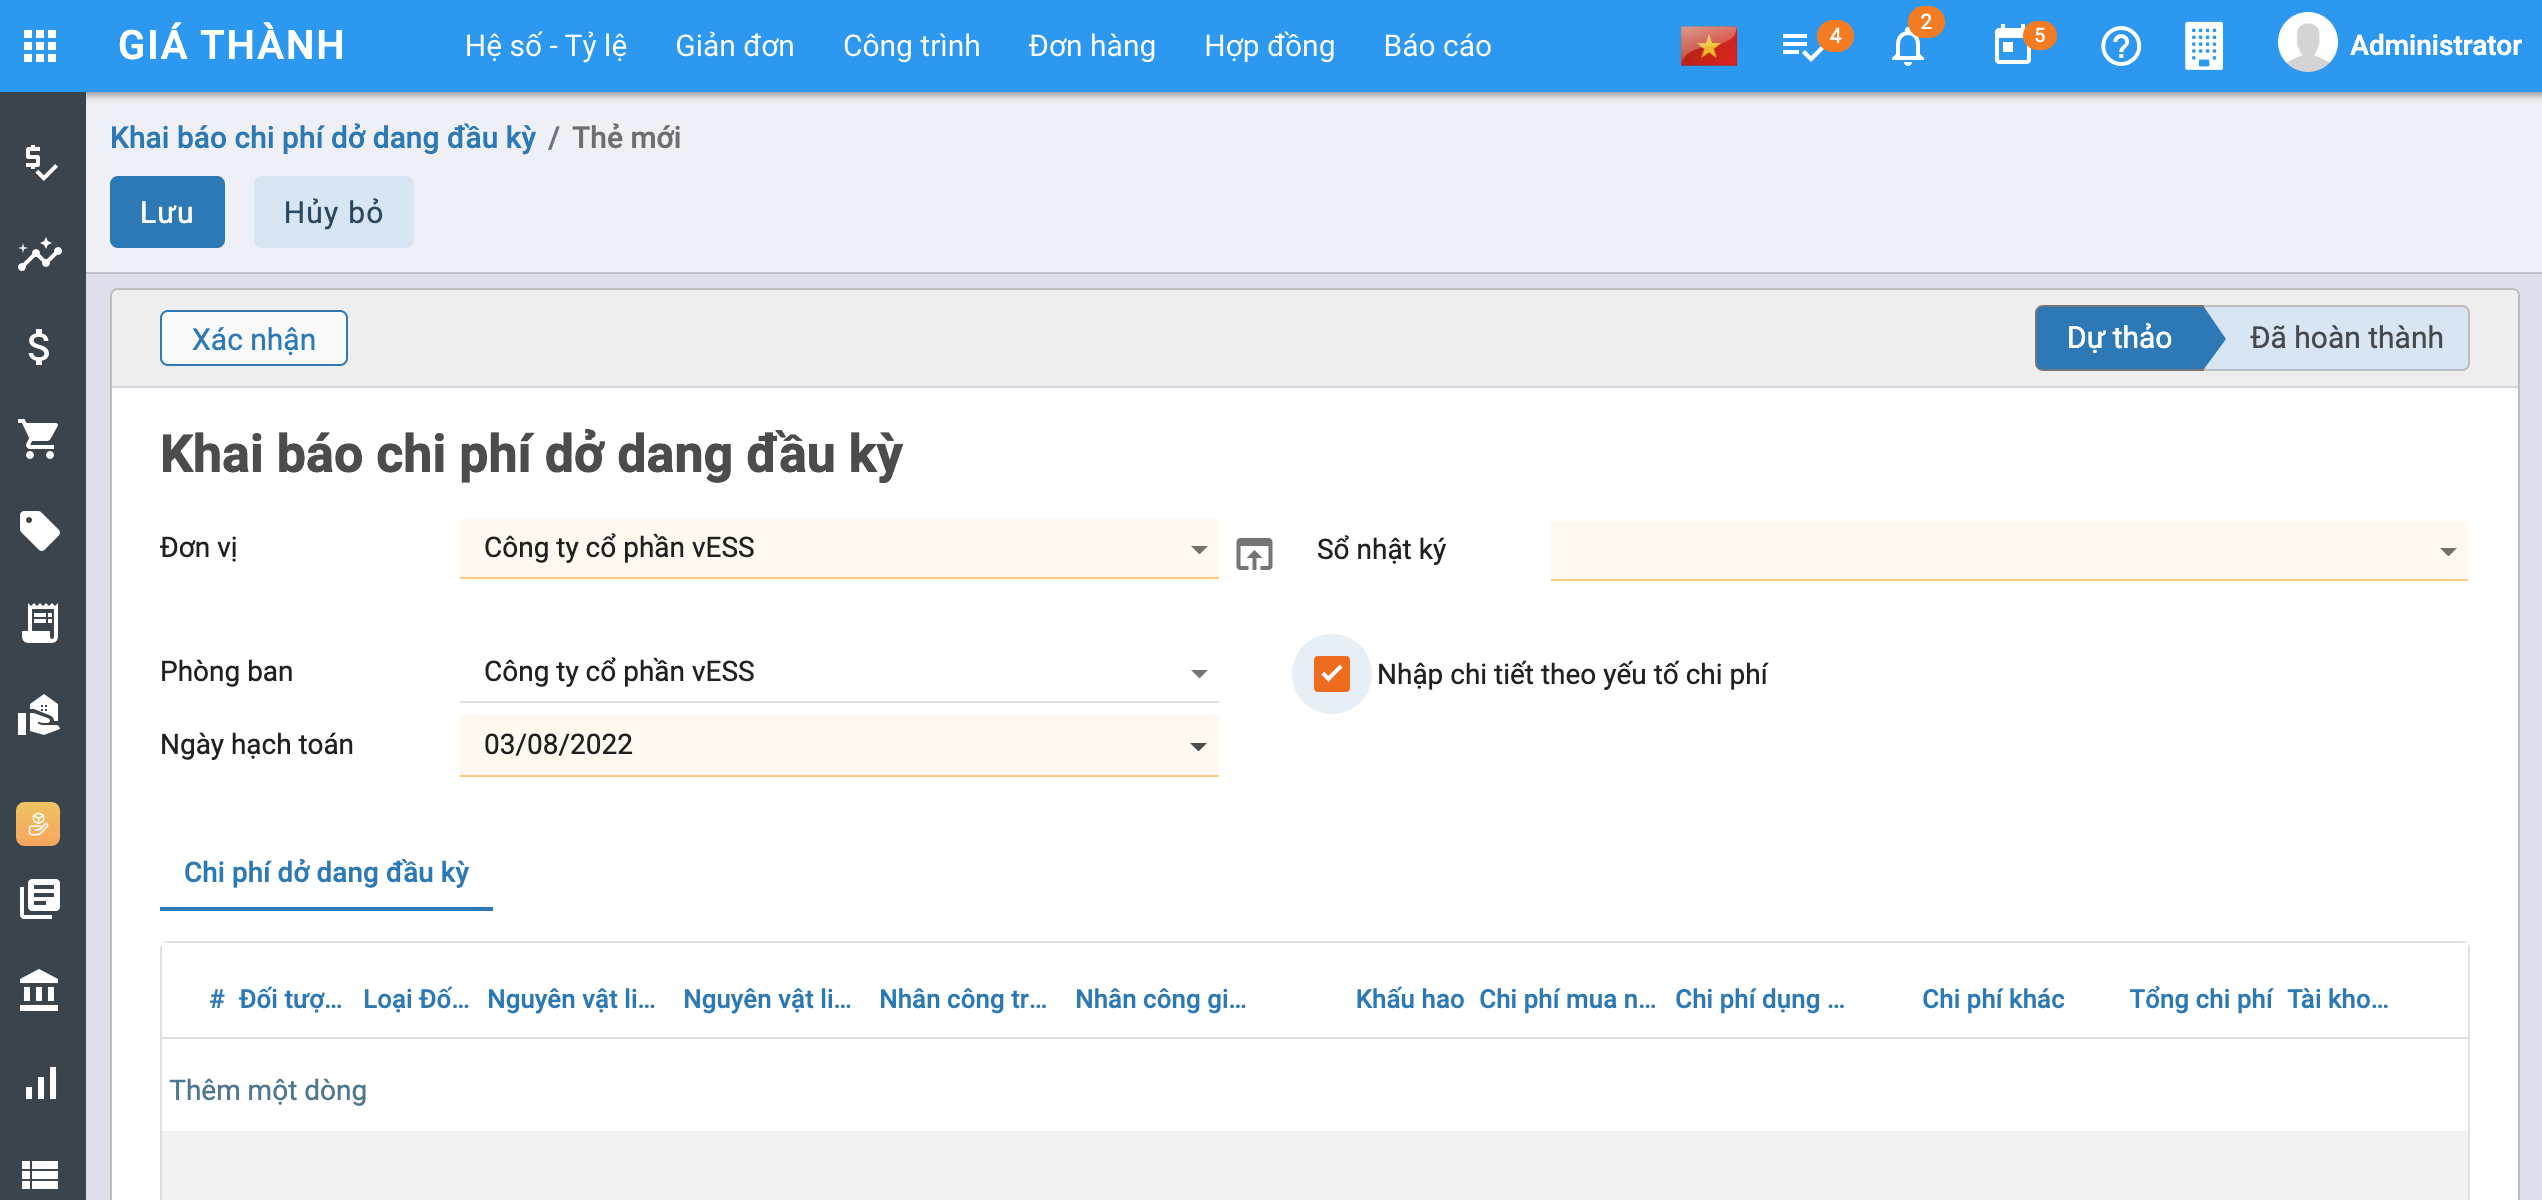 GIÁ THÀNH Hệ số - Tỷ lệ Giản đơn Công trình Đơn hàng Hợp đồng Báo cáo 4 2 5 Administrator
Khai báo chi phí dở dang đầu kỳ / Thẻ mới
Lưu Hủy bỏ
Xác nhận Dự thảo Đã hoàn thành
Khai báo chi phí dở dang đầu kỳ
Đơn vị Công ty cổ phần vESS Sổ nhật ký
Phòng ban Công ty cổ phần vESS Nhập chi tiết theo yếu tố chi phí
Ngày hạch toán 03/08/2022
Chi phí dở dang đầu kỳ
# Đối tượ... Loại Đố... Nguyên vật li... Nguyên vật li... Nhân công tr... Nhân công gi... Khấu hao Chi phí mua n... Chi phí dụng ... Chi phí khác Tổng chi phí Tài kho...
Thêm một dòng